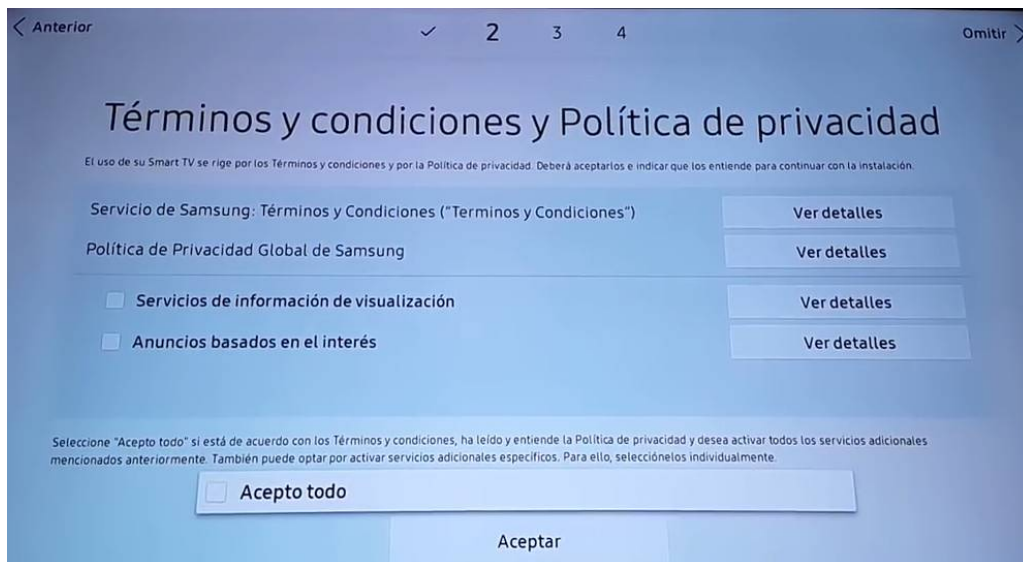 Anterior
2 3 4
Omitir
Términos y condiciones y Política de privacidad
El uso de su Smart TV se rige por los Términos y condiciones y por la Política de privacidad. Deberá aceptarlos e indicar que los entiende para continuar con la instalación.
Servicio de Samsung: Términos y Condiciones ("Terminos y Condiciones")
Ver detalles
Política de Privacidad Global de Samsung
Ver detalles
Servicios de información de visualización
Ver detalles
Anuncios basados en el interés
Ver detalles
Seleccione "Acepto todo" si está de acuerdo con los Términos y condiciones, ha leído y entiende la Política de privacidad y desea activar todos los servicios adicionales
mencionados anteriormente. También puede optar por activar servicios adicionales específicos. Para ello, selecciónelos individualmente.
Acepto todo
Aceptar